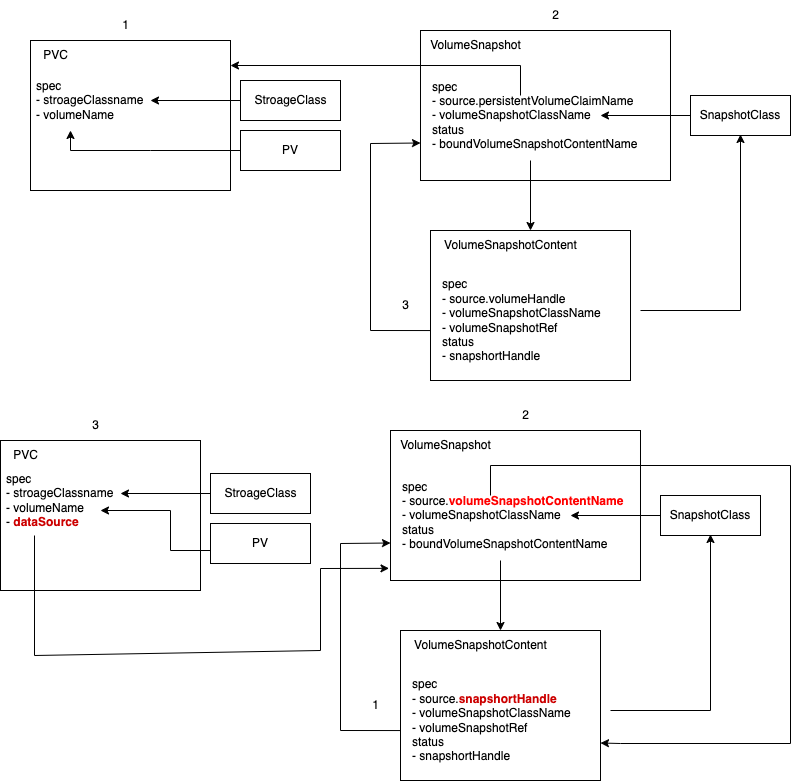 1
PVC
spec
- stroageClassname
- volumeName
StroageClass
PV
2
VolumeSnapshot
spec
- source.persistentVolumeClaimName
- volumeSnapshotClassName
status
- boundVolumeSnapshotContentName
SnapshotClass
3
VolumeSnapshotContent
spec
- source.volumeHandle
- volumeSnapshotClassName
- volumeSnapshotRef
status
- snapshortHandle
3
PVC
spec
- stroageClassname
- volumeName
- dataSource
StroageClass
PV
2
VolumeSnapshot
spec
- source.volumeSnapshotContentName
- volumeSnapshotClassName
status
- boundVolumeSnapshotContentName
SnapshotClass
1
VolumeSnapshotContent
spec
- source.snapshortHandle
- volumeSnapshotClassName
- volumeSnapshotRef
status
- snapshortHandle